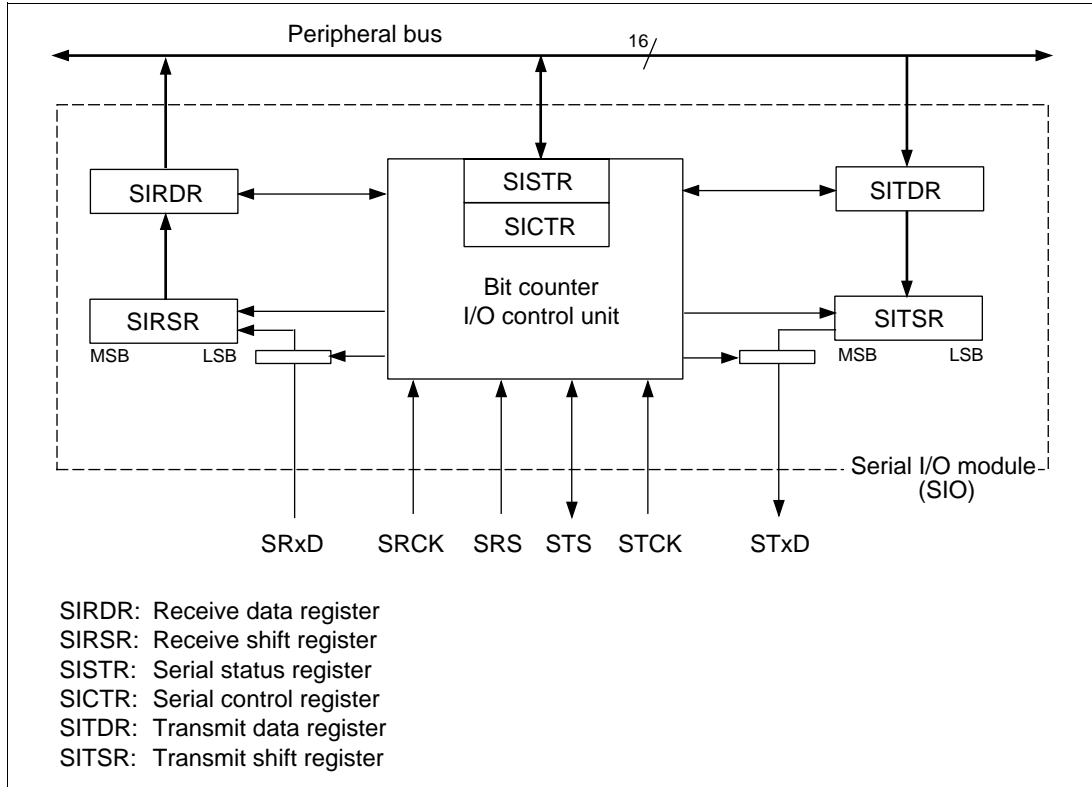 Peripheral bus
16
SIRDR
SISTR
SITDR
SICTR
Bit counter
I/O control unit
SIRSR
SITSR
MSB
LSB
MSB
LSB
Serial I/O module
(SIO)
SRxD
SRCK
SRS
STS
STCK
STxD
SIRDR: Receive data register
SIRSR: Receive shift register
SISTR: Serial status register
SICTR: Serial control register
SITDR: Transmit data register
SITSR: Transmit shift register